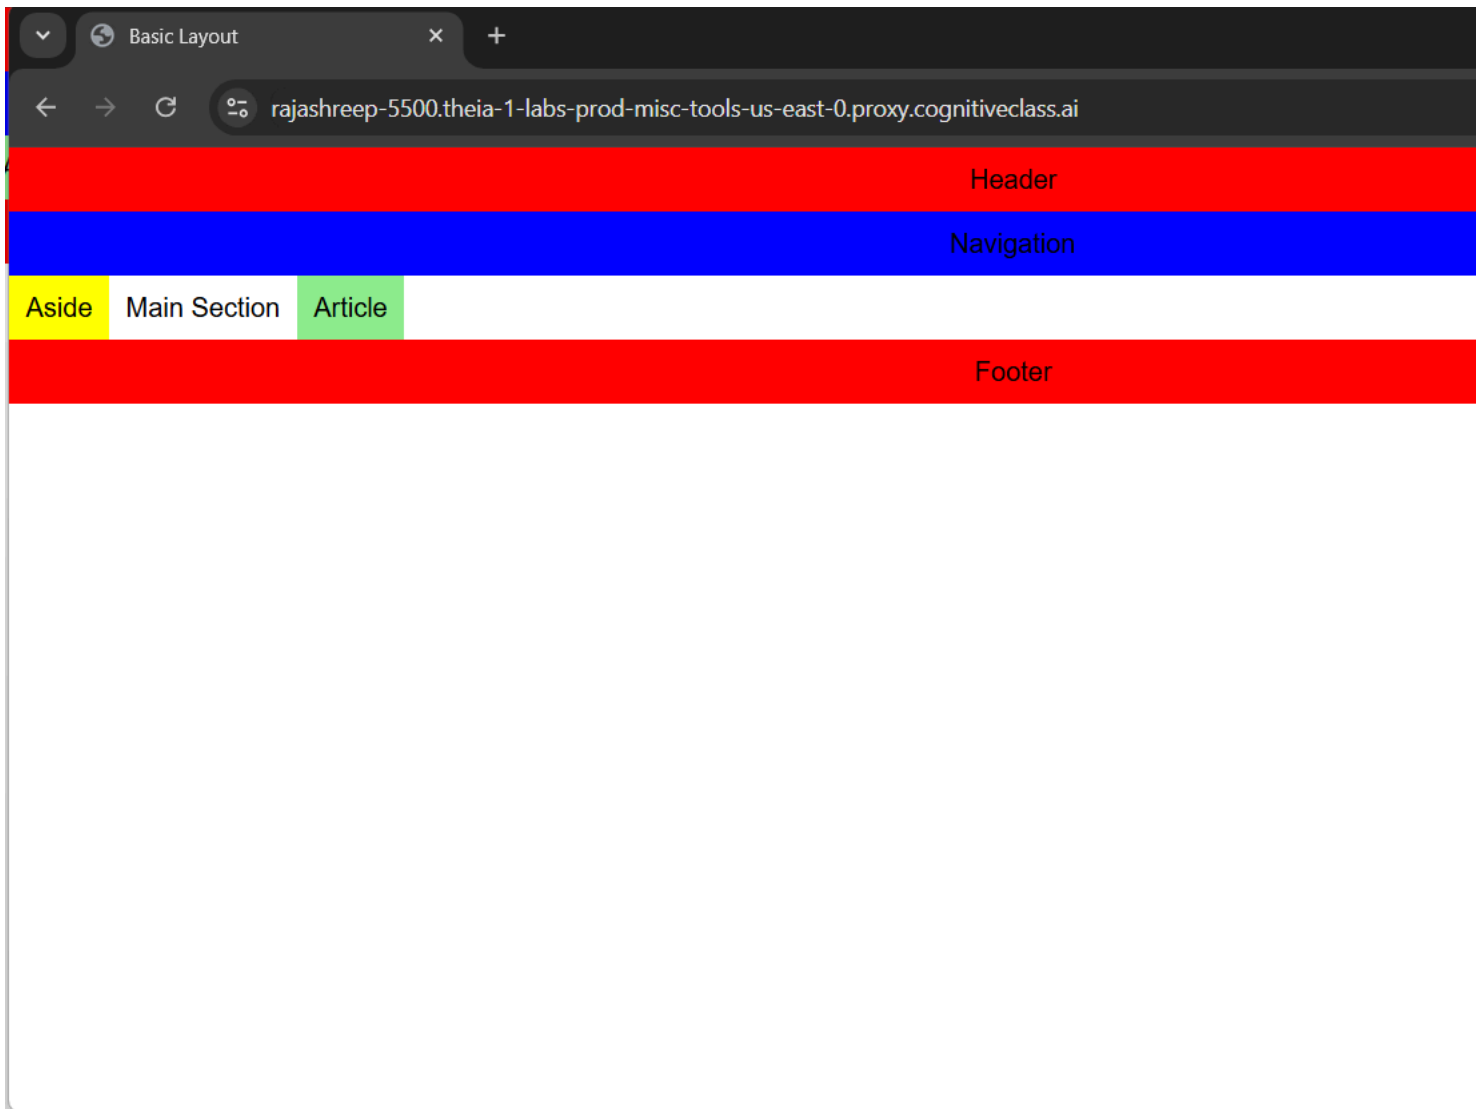 Basic Layout
rajashreep-5500.theia-1-labs-prod-misc-tools-us-east-0.proxy.cognitiveclass.ai
Header
Navigation
Aside Main Section Article
Footer